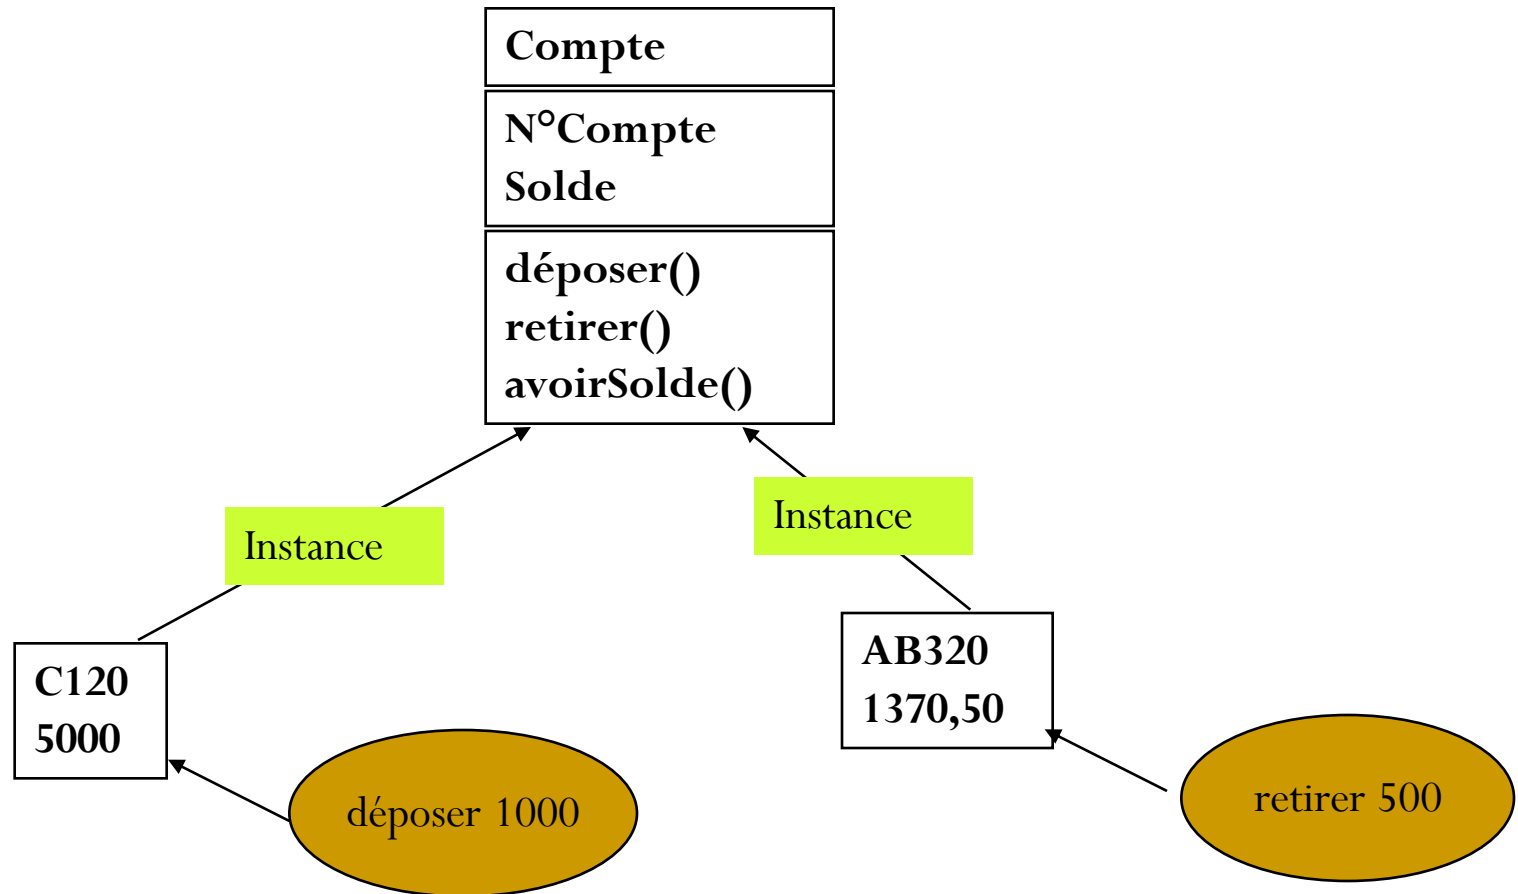 Compte
N°Compte
Solde
déposer()
retirer()
avoirSolde()
Instance
Instance
C120
5000
AB320
1370,50
déposer 1000
retirer 500